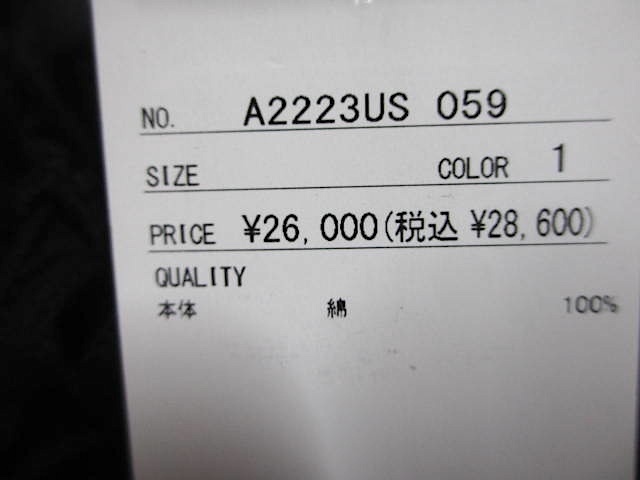 NO. A2223US 059
SIZE COLOR 1
PRICE ¥26,000(税込 ¥28,600)
QUALITY
本体 綿 100%